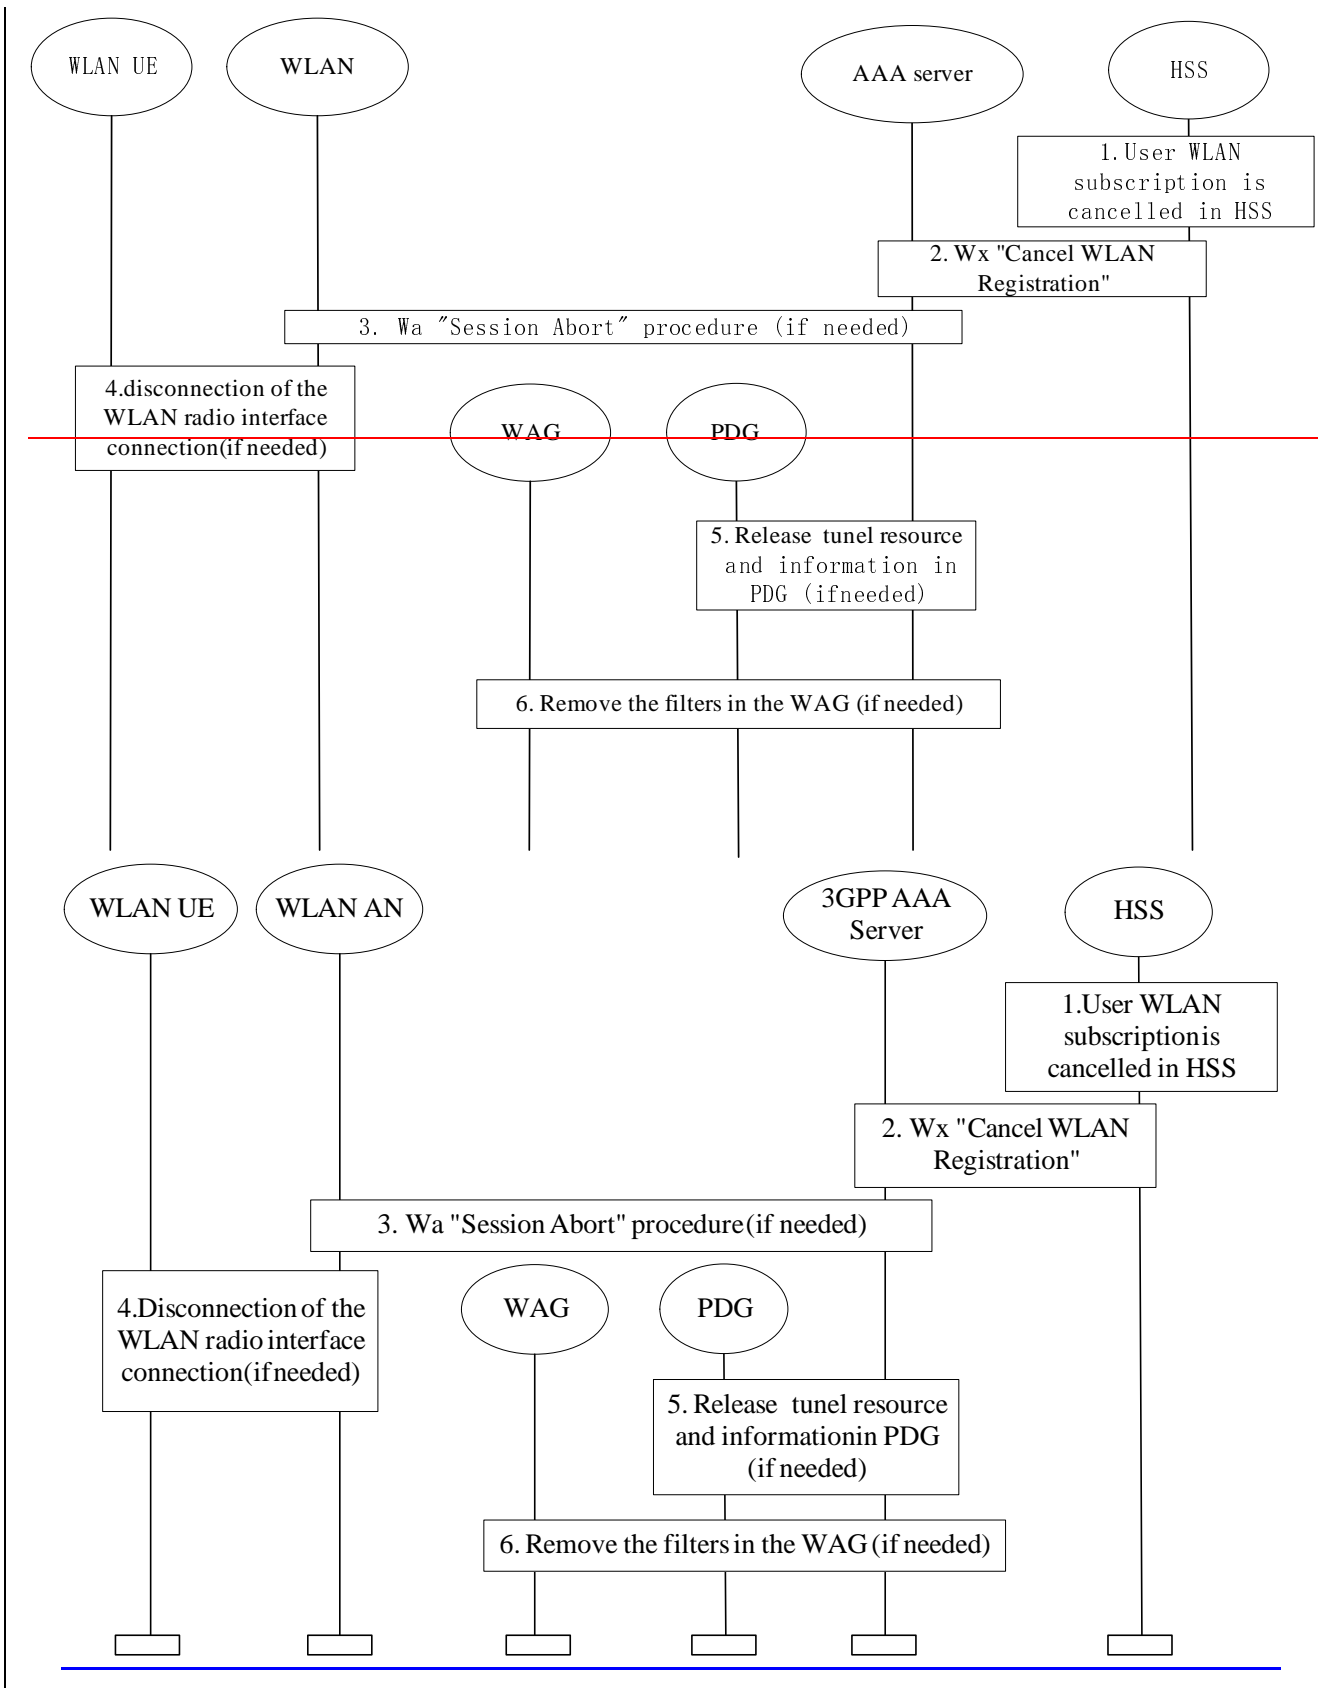 WLAN UE
WLAN
AAA server
HSS
1. User WLAN
subscription is
cancelled in HSS
2. Wx "Cancel WLAN
Registration"
3. Wa "Session Abort" procedure (if needed)
4.disconnection of the
WLAN radio interface
connection(if needed)
WAG
PDG
5. Release tunel resource
and information in
PDG (ifneeded)
6. Remove the filters in the WAG (if needed)
WLAN UE
WLAN AN
3GPP AAA
Server
HSS
1.User WLAN
subscriptionis
cancelled in HSS
2. Wx "Cancel WLAN
Registration"
3. Wa "Session Abort" procedure(if needed)
4.Disconnection of the
WLAN radio interface
connection(if needed)
WAG
PDG
5. Release tunel resource
and informationin PDG
(if needed)
6. Remove the filters in the WAG (if needed)